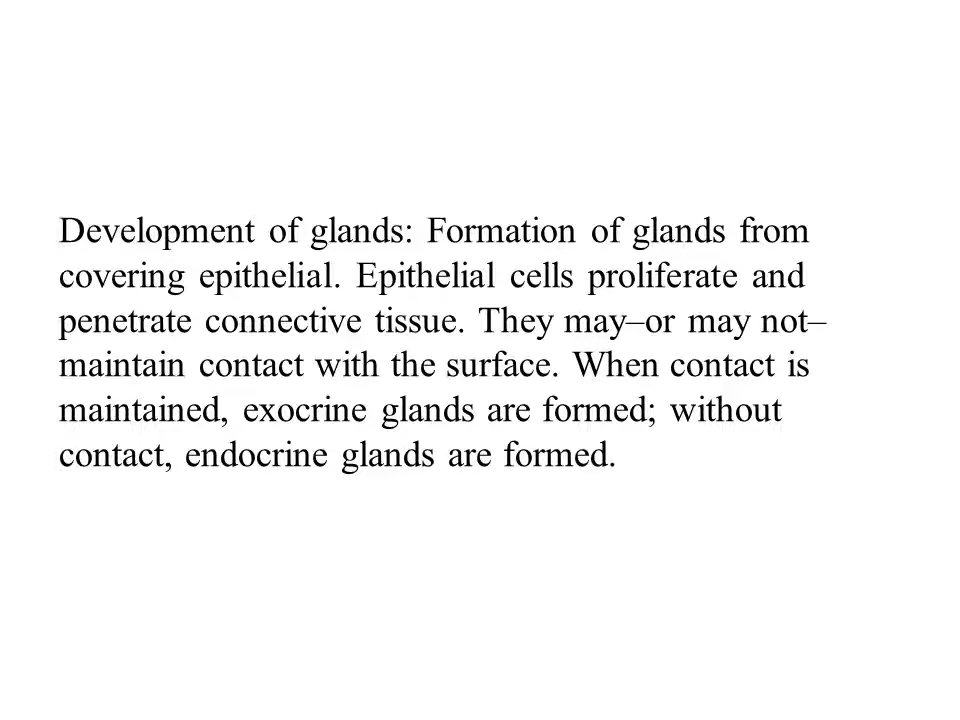 Development of glands: Formation of glands from
covering epithelial. Epithelial cells proliferate and
penetrate connective tissue. They may–or may not–
maintain contact with the surface. When contact is
maintained, exocrine glands are formed; without
contact, endocrine glands are formed.